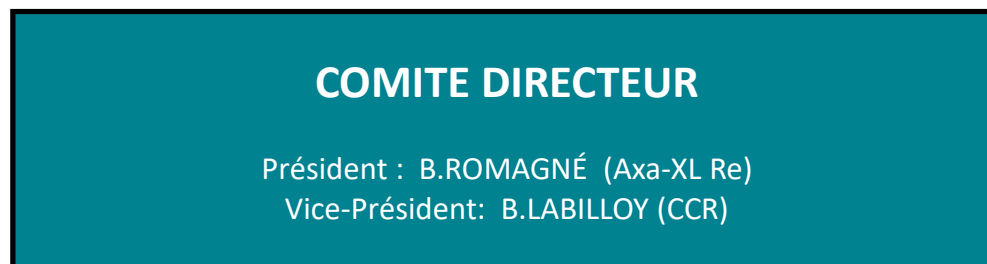 COMITE DIRECTEUR
Président : B.ROMAGNÉ (Axa-XL Re)
Vice-Président: B.LABILLOY (CCR)